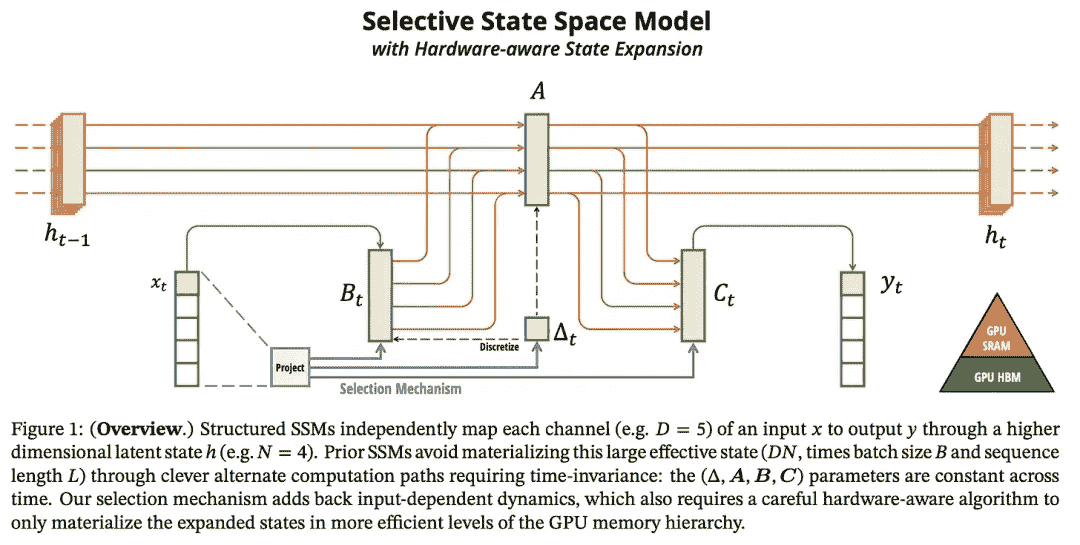 Selective State Space Model
with Hardware-aware State Expansion
A
h_{t-1}
h_t
x_t
B_t
C_t
y_t
Δ_t
Discretize
Project
Selection Mechanism
GPU
SRAM
GPU HBM
Figure 1: (Overview.) Structured SSMs independently map each channel (e.g. D = 5) of an input x to output y through a higher
dimensional latent state h (e.g. N = 4). Prior SSMs avoid materializing this large effective state (DN, times batch size B and sequence
length L) through clever alternate computation paths requiring time-invariance: the (Δ, A, B, C) parameters are constant across
time. Our selection mechanism adds back input-dependent dynamics, which also requires a careful hardware-aware algorithm to
only materialize the expanded states in more efficient levels of the GPU memory hierarchy.